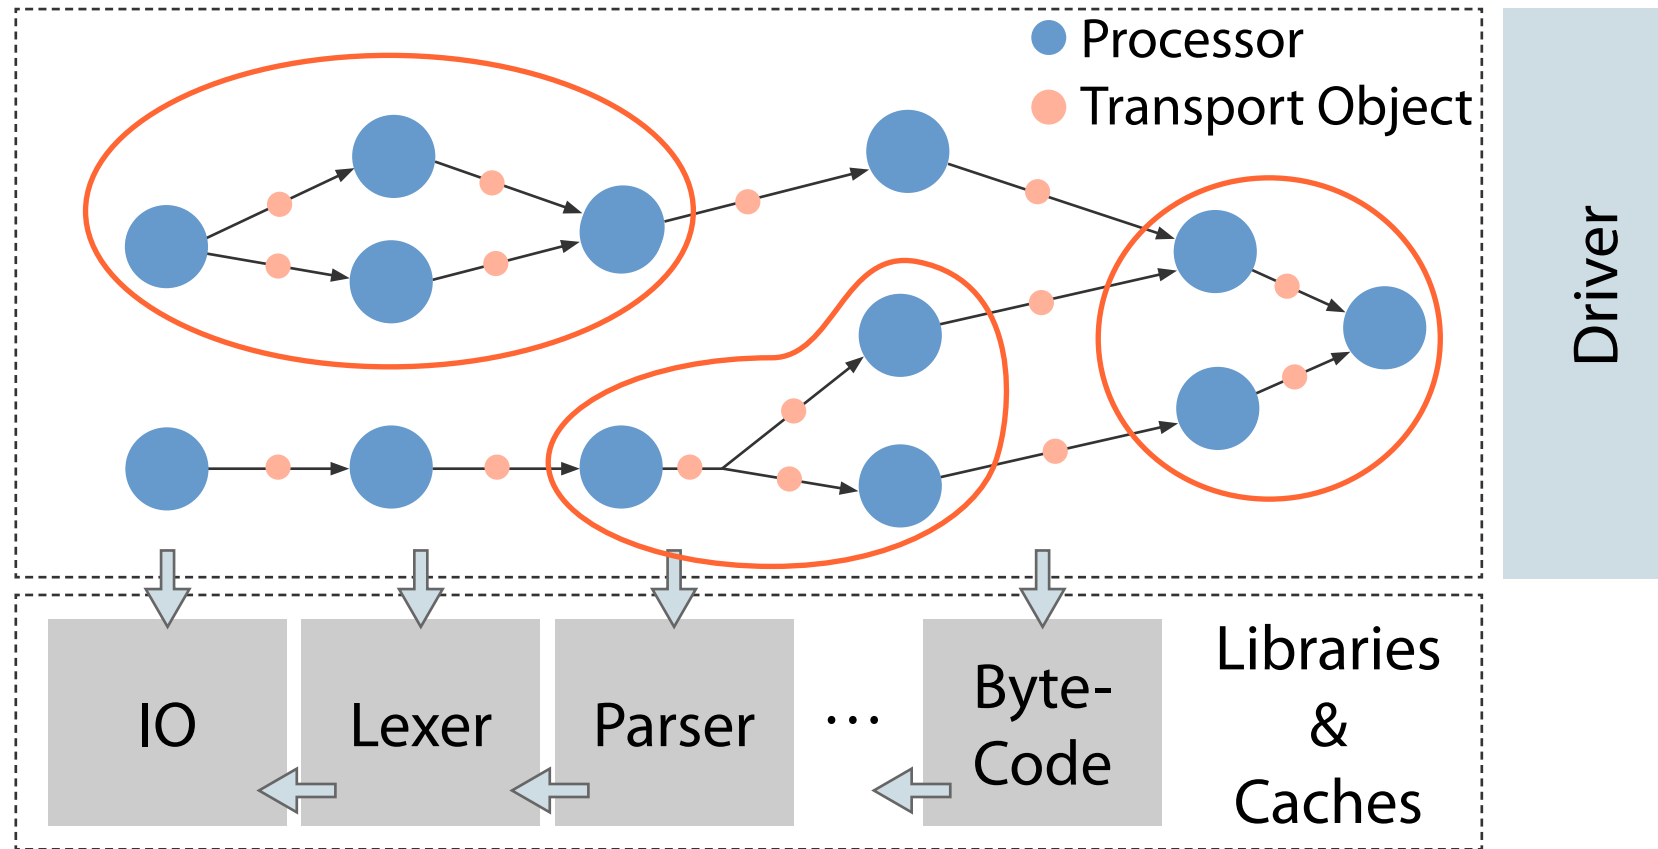 Processor
Transport Object
Driver
IO
Lexer
Parser
...
Byte-
Code
Libraries
&
Caches